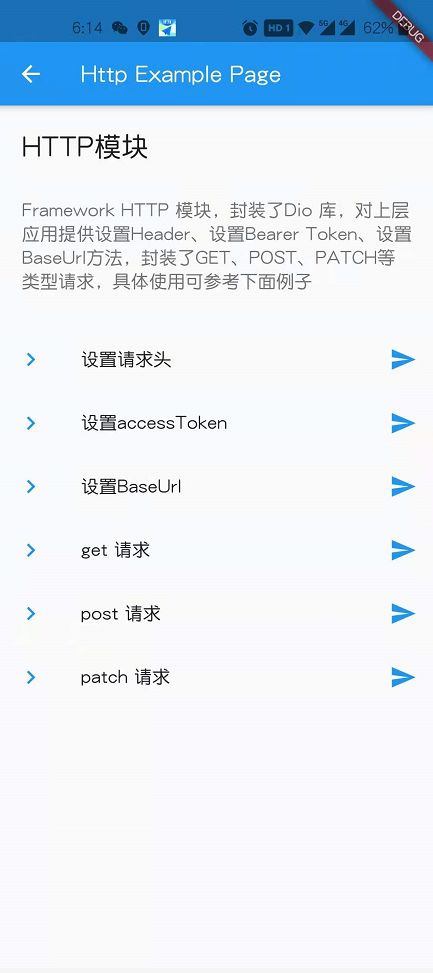 6:14 HD 1 5G 4G 62%
DEBUG
Http Example Page
HTTP模块
Framework HTTP 模块，封装了Dio 库，对上层
应用提供设置Header、设置Bearer Token、设置
BaseUrl方法，封装了GET、POST、PATCH等
类型请求，具体使用可参考下面例子
设置请求头
设置accessToken
设置BaseUrl
get 请求
post 请求
patch 请求